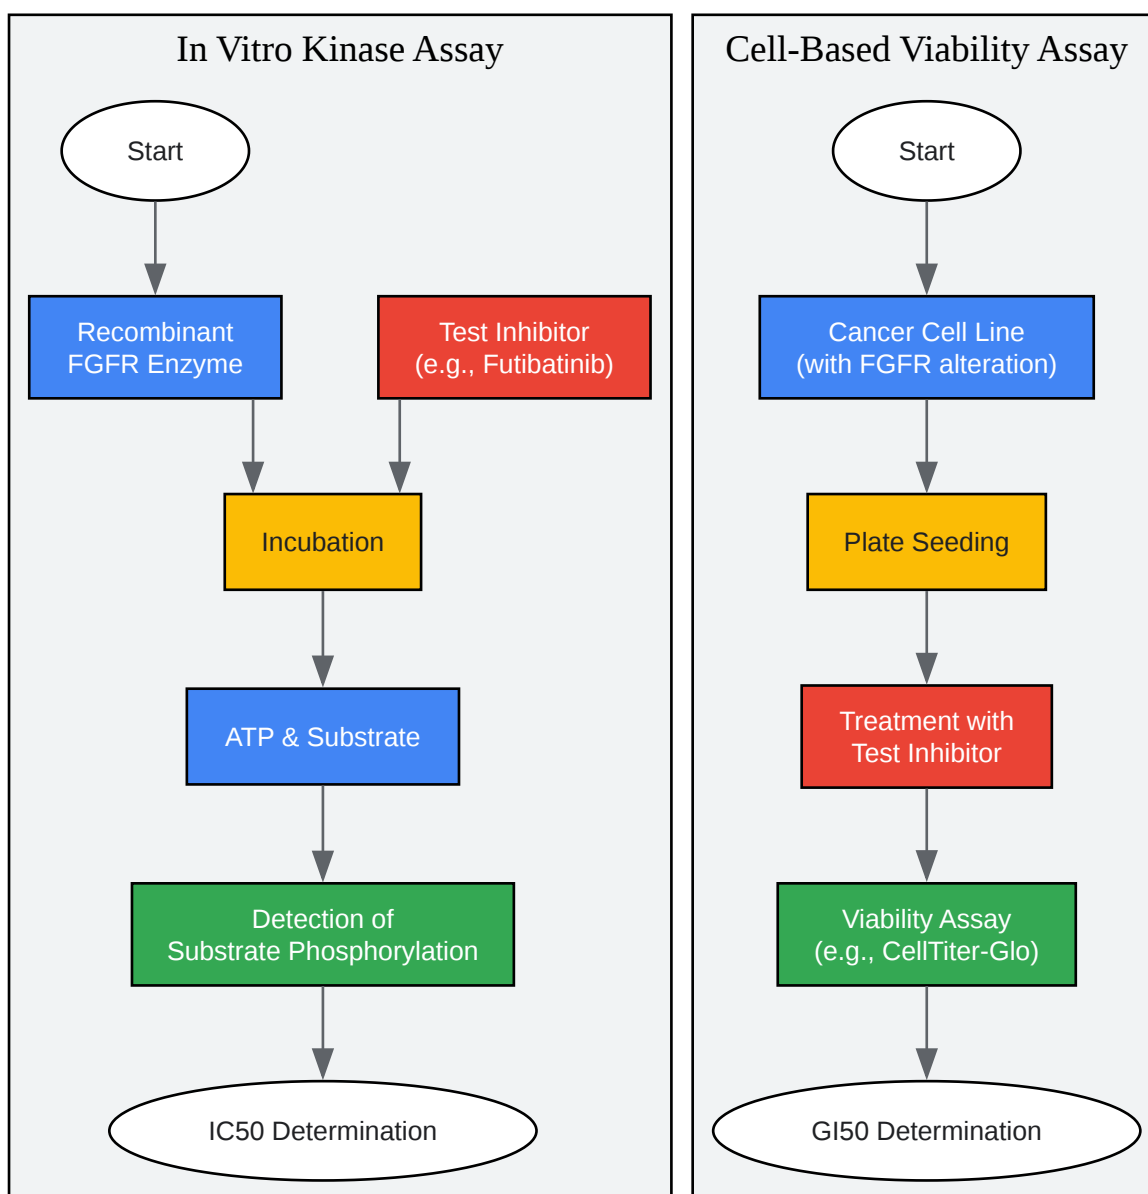 In Vitro Kinase Assay
Start
Recombinant
FGFR Enzyme
Test Inhibitor
(e.g., Futibatinib)
Incubation
ATP & Substrate
Detection of
Substrate Phosphorylation
IC50 Determination
Cell-Based Viability Assay
Start
Cancer Cell Line
(with FGFR alteration)
Plate Seeding
Treatment with
Test Inhibitor
Viability Assay
(e.g., CellTiter-Glo)
GI50 Determination